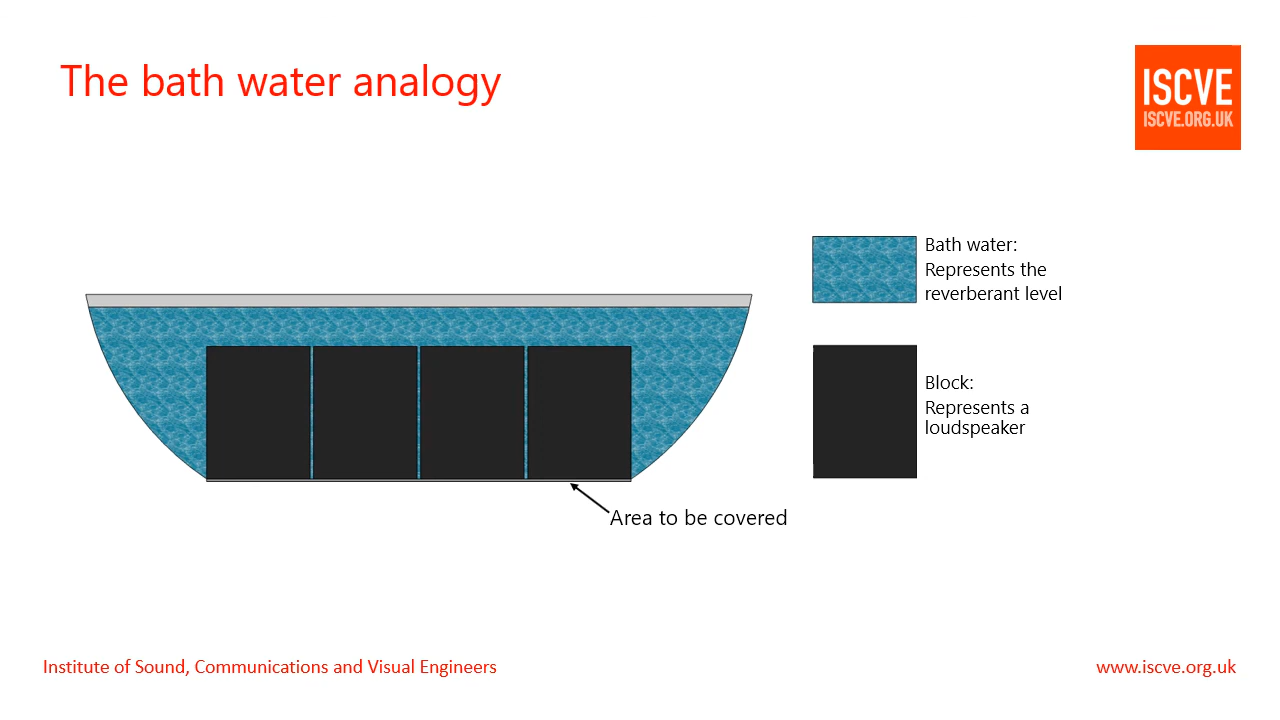 The bath water analogy
ISCVE
ISCVE.ORG.UK
Bath water:
Represents the
reverberant level
Block:
Represents a
loudspeaker
Area to be covered
Institute of Sound, Communications and Visual Engineers
www.iscve.org.uk